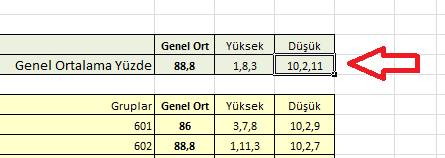 Genel Ort Yüksek Düşük
Genel Ortalama Yüzde 88,8 1,8,3 10,2,11
Gruplar Genel Ort Yüksek Düşük
601 86 3,7,8 10,2,9
602 88,8 1,11,3 10,2,7